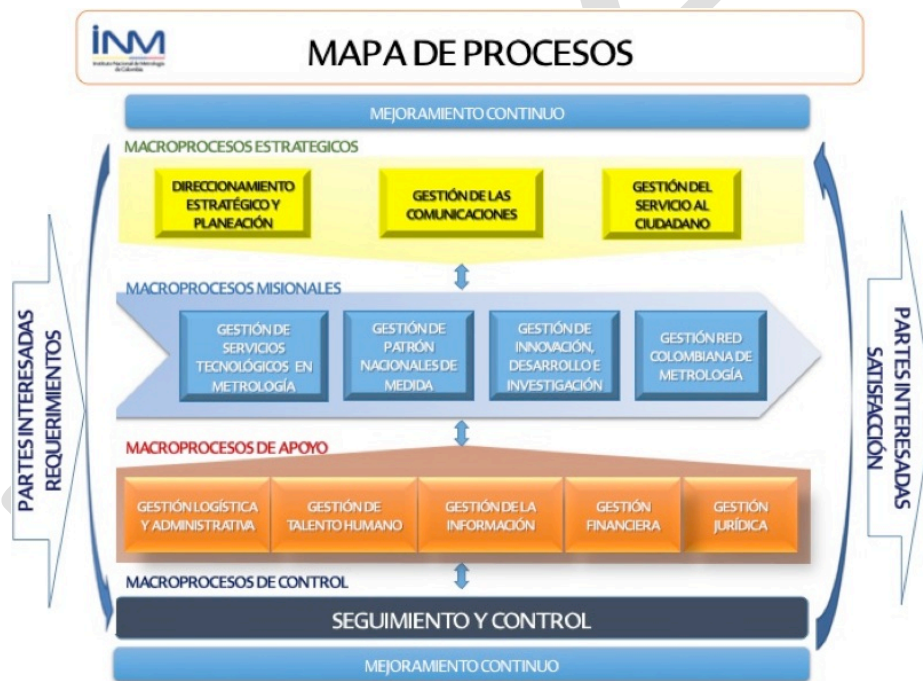 INM
Instituto Nacional de Metrología
de Colombia
MAPA DE PROCESOS
MEJORAMIENTO CONTINUO
MACROPROCESOS ESTRATEGICOS
DIRECCIONAMIENTO
ESTRATÉGICO Y
PLANEACIÓN
GESTIÓN DE LAS
COMUNICACIONES
GESTIÓN DEL
SERVICIO AL
CIUDADANO
PARTES INTERESADAS
REQUERIMIENTOS
MACROPROCESOS MISIONALES
GESTIÓN DE
SERVICIOS
TECNOLÓGICOS EN
METROLOGÍA
GESTIÓN DE
PATRÓN
NACIONALES DE
MEDIDA
GESTIÓN DE
INNOVACIÓN,
DESARROLLO E
INVESTIGACIÓN
GESTIÓN RED
COLOMBIANA DE
METROLOGÍA
PARTES INTERESADAS
SATISFACCIÓN
MACROPROCESOS DE APOYO
GESTIÓN LOGÍSTICA
Y ADMINISTRATIVA
GESTIÓN DE
TALENTO HUMANO
GESTIÓN DE LA
INFORMACIÓN
GESTIÓN
FINANCIERA
GESTIÓN
JURÍDICA
MACROPROCESOS DE CONTROL
SEGUIMIENTO Y CONTROL
MEJORAMIENTO CONTINUO